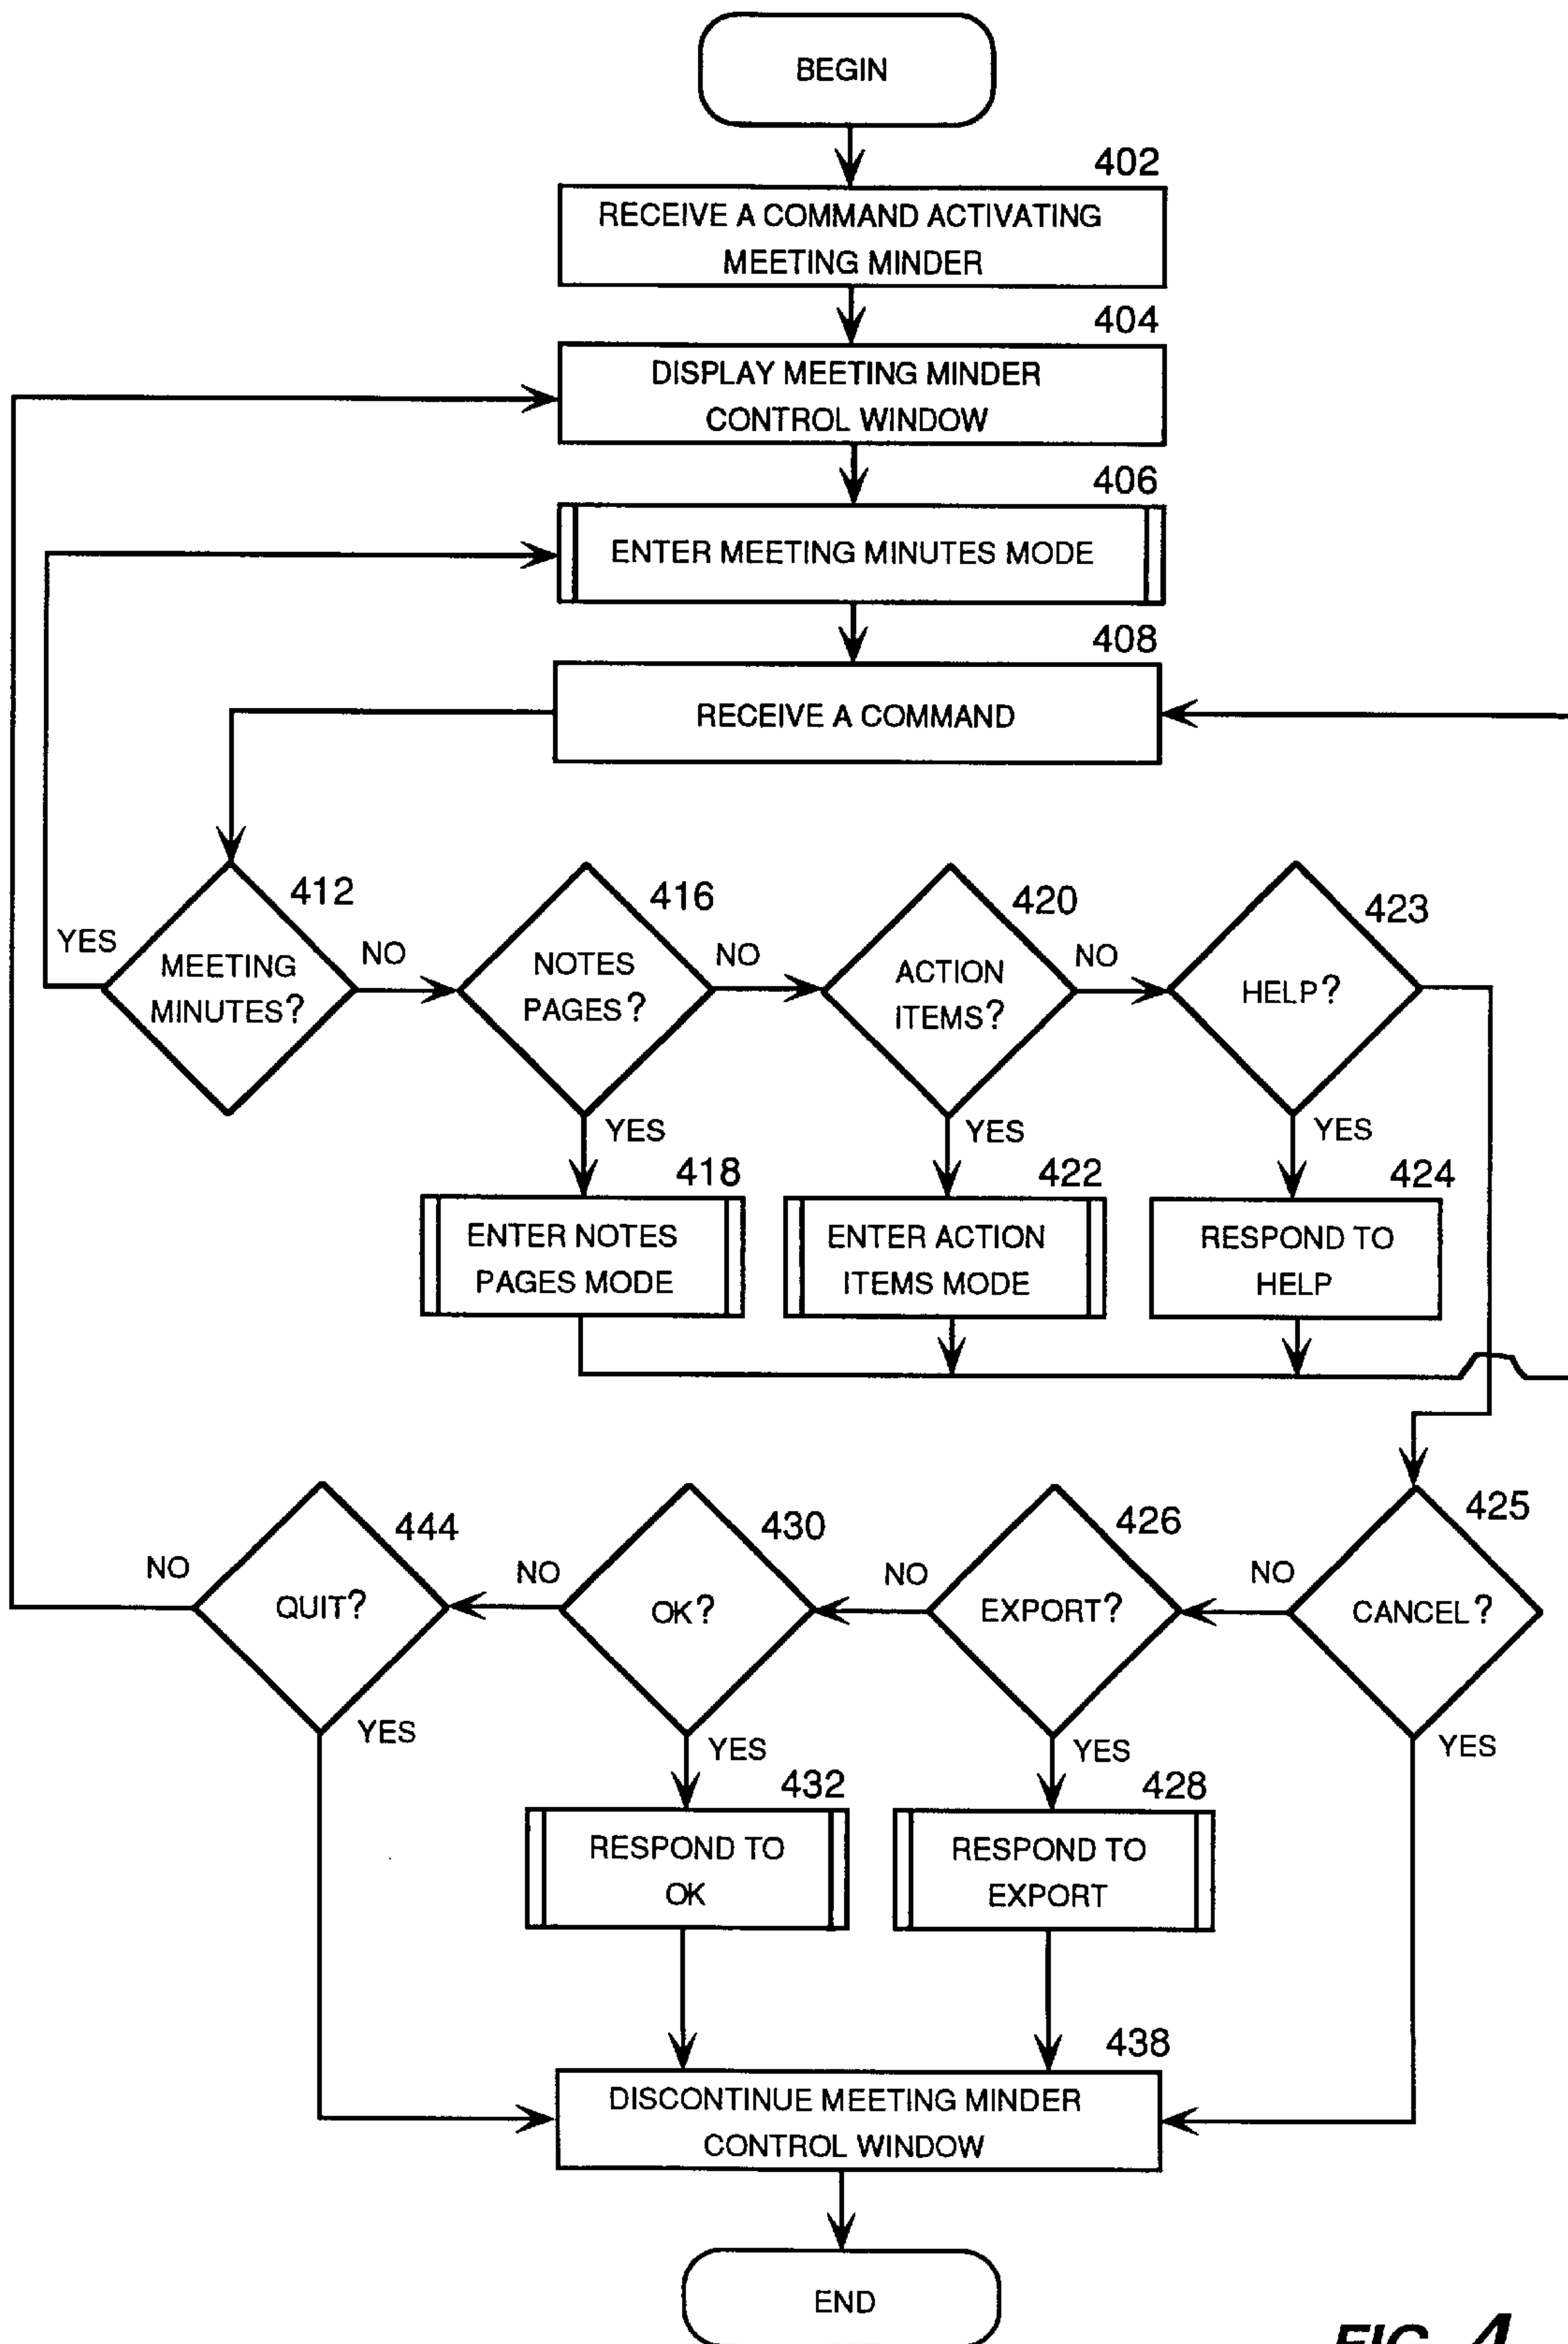 BEGIN
402
RECEIVE A COMMAND ACTIVATING
MEETING MINDER
404
DISPLAY MEETING MINDER
CONTROL WINDOW
406
ENTER MEETING MINUTES MODE
408
RECEIVE A COMMAND
412
YES
MEETING
MINUTES?
NO
416
NOTES
PAGES?
NO
YES
420
ACTION
ITEMS?
NO
YES
423
HELP?
YES
418
ENTER NOTES
PAGES MODE
422
ENTER ACTION
ITEMS MODE
424
RESPOND TO
HELP
425
CANCEL?
NO
YES
426
EXPORT?
NO
YES
430
OK?
NO
YES
444
QUIT?
NO
YES
432
RESPOND TO
OK
428
RESPOND TO
EXPORT
438
DISCONTINUE MEETING MINDER
CONTROL WINDOW
END
FIG. 4